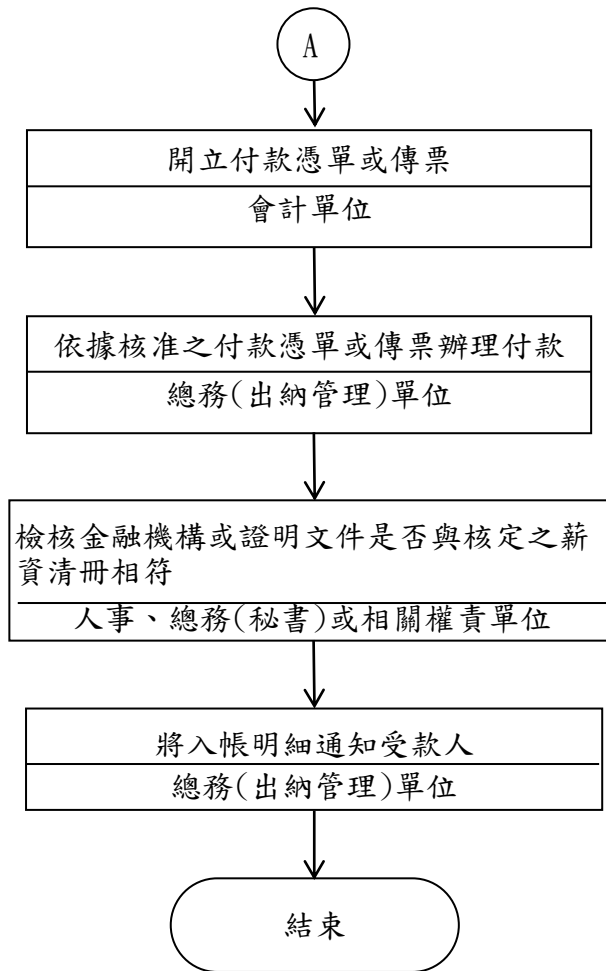 A
開立付款憑單或傳票
會計單位
依據核准之付款憑單或傳票辦理付款
總務(出納管理)單位
檢核金融機構或證明文件是否與核定之薪
資清冊相符
人事、總務(秘書)或相關權責單位
將入帳明細通知受款人
總務(出納管理)單位
結束